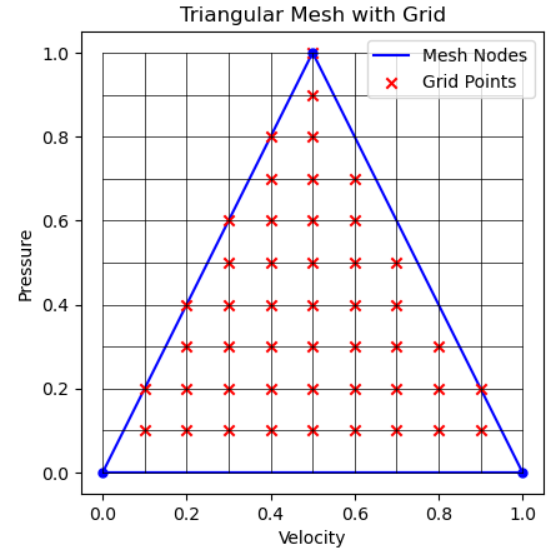 Triangular Mesh with Grid
Mesh Nodes
Grid Points
1.0
0.8
0.6
0.4
0.2
0.0
Pressure
0.0 0.2 0.4 0.6 0.8 1.0
Velocity